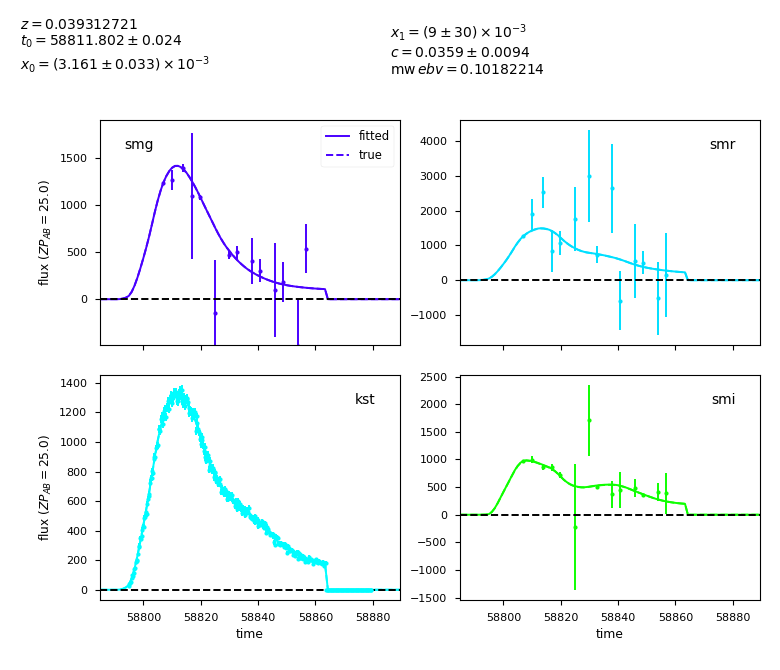 z = 0.039312721
t₀ = 58811.802 ± 0.024
x₀ = (3.161 ± 0.033) × 10⁻³
x₁ = (9 ± 30) × 10⁻³
c = 0.0359 ± 0.0094
mw ebv = 0.10182214
smg
fitted
true
flux (ZP_AB = 25.0)
1500
1000
500
0
smr
4000
3000
2000
1000
0
−1000
kst
flux (ZP_AB = 25.0)
1400
1200
1000
800
600
400
200
0
58800 58820 58840 58860 58880
time
smi
2500
2000
1500
1000
500
0
−500
−1000
−1500
58800 58820 58840 58860 58880
time